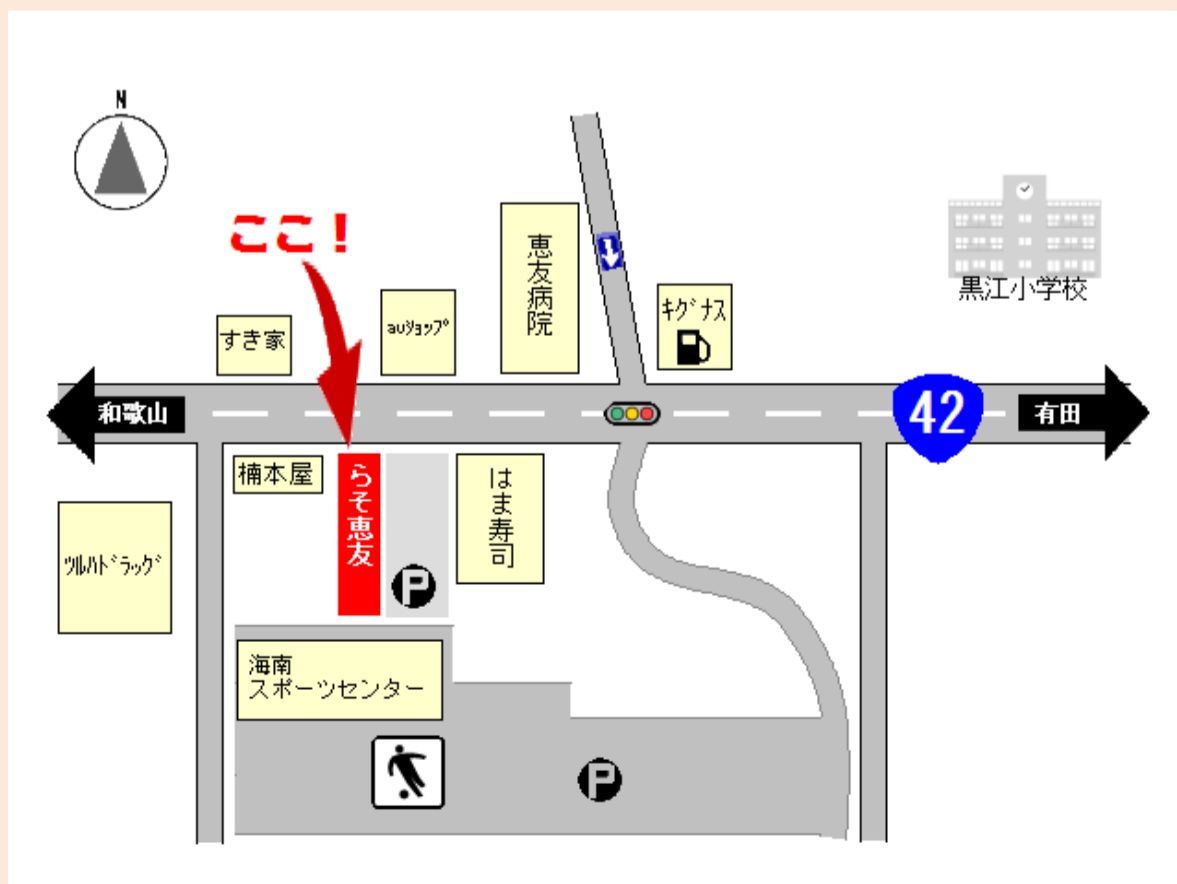 N
ここ！
恵友病院
黒江小学校
ｷｸﾞﾅｽ
すき家
auｼｮｯﾌﾟ
和歌山
42
有田
楠本屋
らそ恵友
はま寿司
P
ﾂﾙﾊﾄﾞﾗｯｸﾞ
海南
スポーツセンター
P